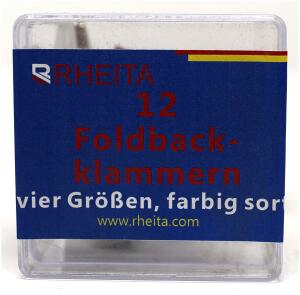 RHEITA
12
Foldback-
klammern
vier Größen, farbig sort
www.rheita.com